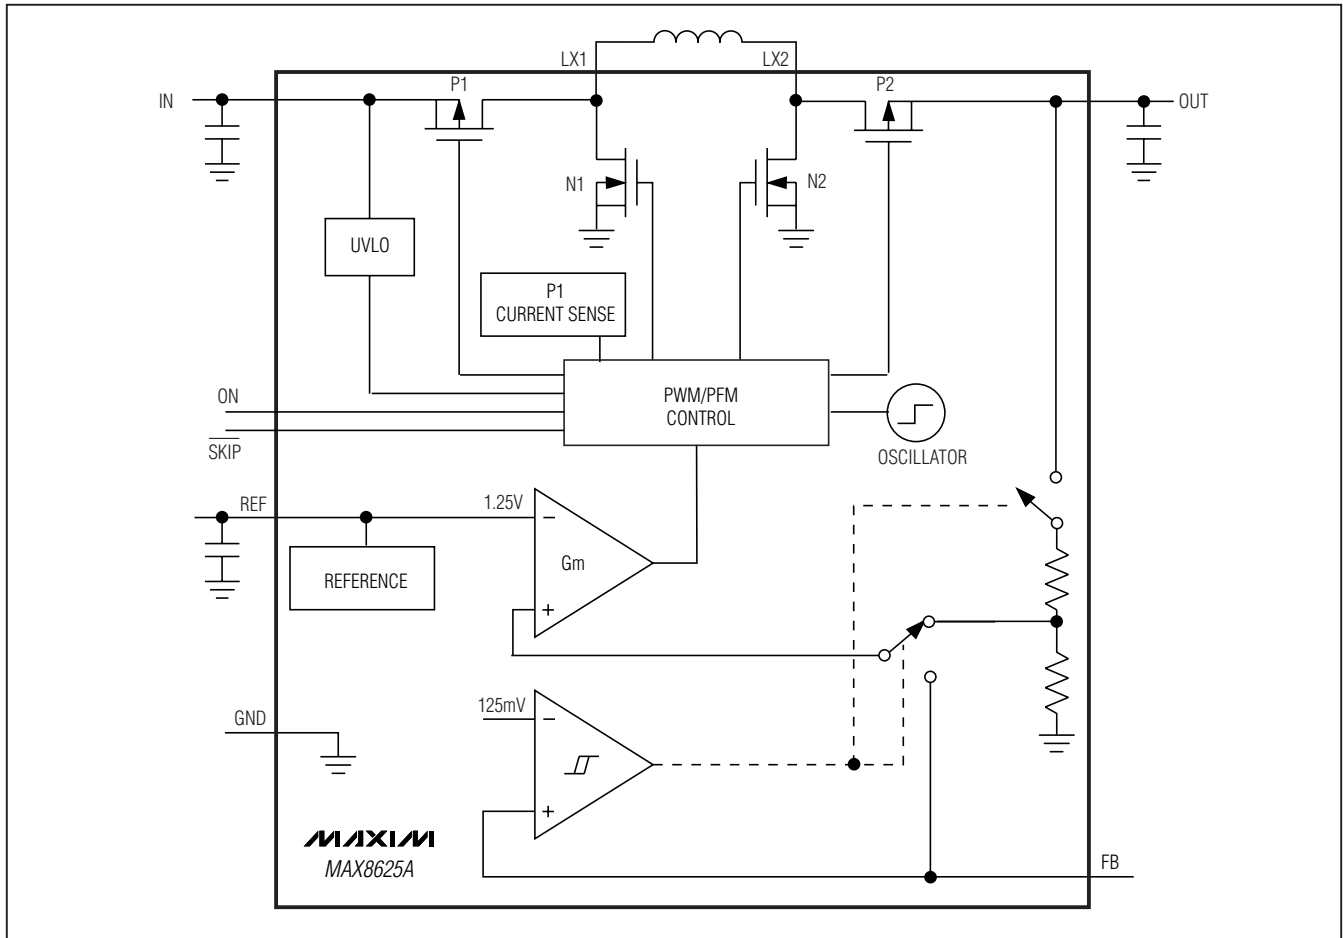 LX1
LX2
P1
P2
IN
OUT
N1
N2
UVLO
P1
CURRENT SENSE
ON
PWM/PFM
CONTROL
SKIP
OSCILLATOR
REF
1.25V
−
Gm
REFERENCE
+
125mV
−
GND
+
MAXIM
MAX8625A
FB